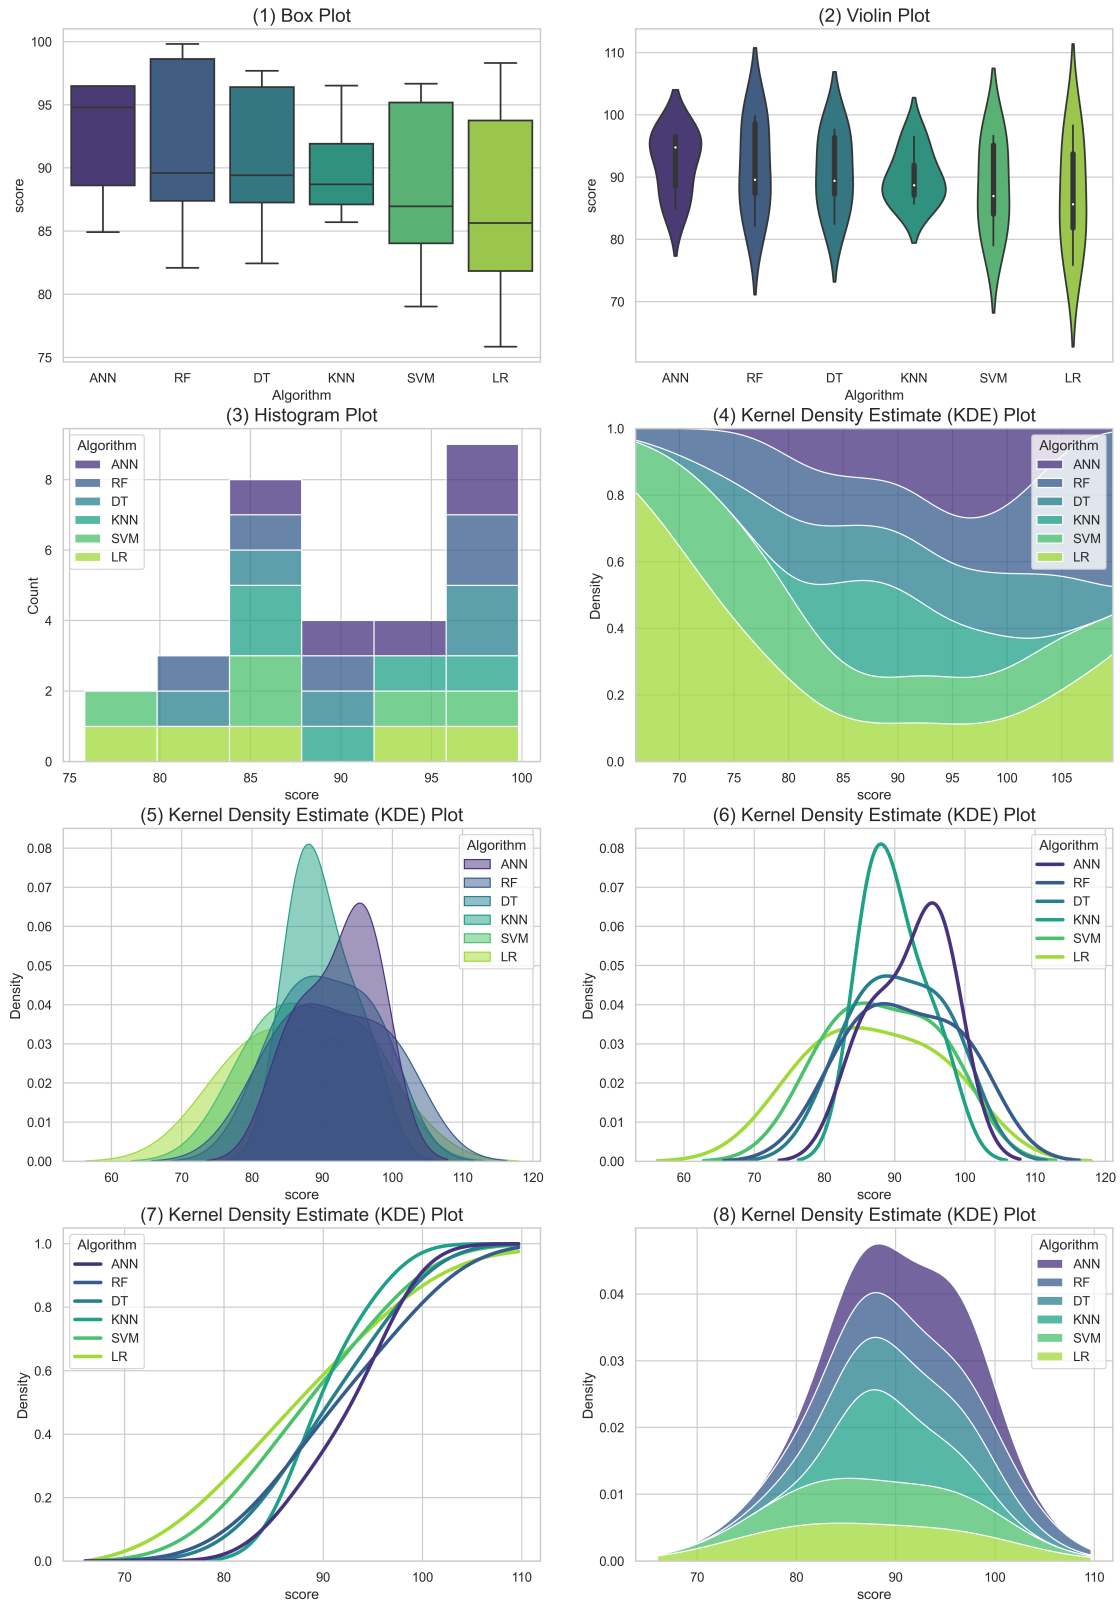 (1) Box Plot
100
95
90
85
80
75
score
ANN RF DT KNN SVM LR
Algorithm
(2) Violin Plot
110
100
90
80
70
score
ANN RF DT KNN SVM LR
Algorithm
(3) Histogram Plot
Algorithm
ANN
RF
DT
KNN
SVM
LR
8
6
4
2
0
Count
75 80 85 90 95 100
score
(4) Kernel Density Estimate (KDE) Plot
Algorithm
ANN
RF
DT
KNN
SVM
LR
1.0
0.8
0.6
0.4
0.2
0.0
Density
70 75 80 85 90 95 100 105
score
(5) Kernel Density Estimate (KDE) Plot
Algorithm
ANN
RF
DT
KNN
SVM
LR
0.08
0.07
0.06
0.05
0.04
0.03
0.02
0.01
0.00
Density
60 70 80 90 100 110 120
score
(6) Kernel Density Estimate (KDE) Plot
Algorithm
ANN
RF
DT
KNN
SVM
LR
0.08
0.07
0.06
0.05
0.04
0.03
0.02
0.01
0.00
Density
60 70 80 90 100 110 120
score
(7) Kernel Density Estimate (KDE) Plot
Algorithm
ANN
RF
DT
KNN
SVM
LR
1.0
0.8
0.6
0.4
0.2
0.0
Density
70 80 90 100 110
score
(8) Kernel Density Estimate (KDE) Plot
Algorithm
ANN
RF
DT
KNN
SVM
LR
0.04
0.03
0.02
0.01
0.00
Density
70 80 90 100 110
score